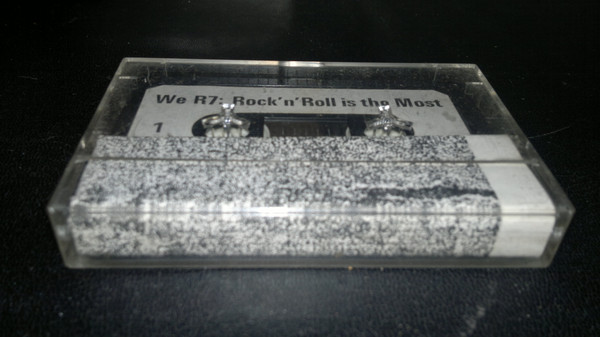 We R7: Rock'n'Roll is the Most
1